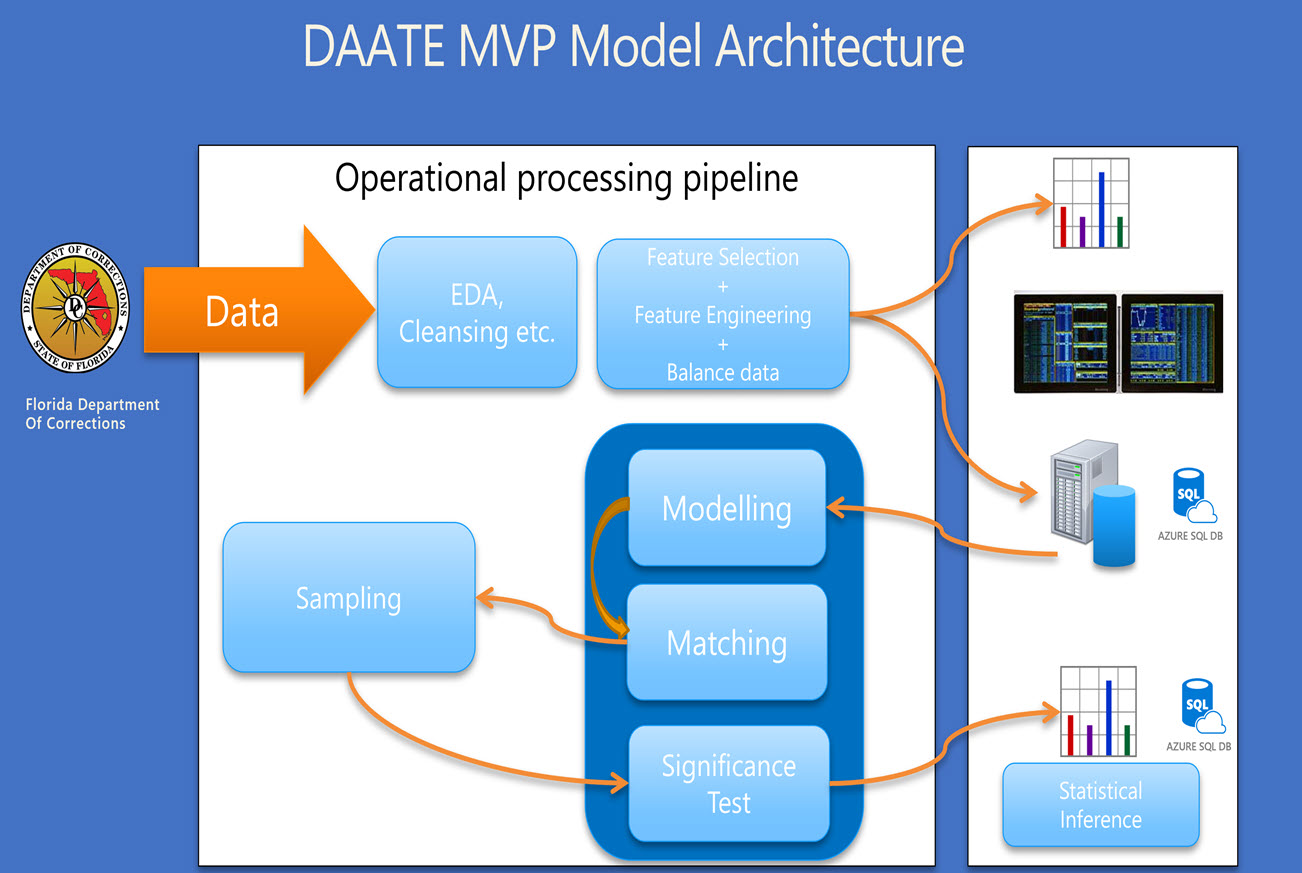 DAATE MVP Model Architecture
Operational processing pipeline
DEPARTMENT OF CORRECTIONS
STATE OF FLORIDA
Florida Department
Of Corrections
Data
EDA,
Cleansing etc.
Feature Selection
+
Feature Engineering
+
Balance data
Modelling
Matching
Sampling
Significance
Test
SQL
AZURE SQL DB
SQL
AZURE SQL DB
Statistical
Inference